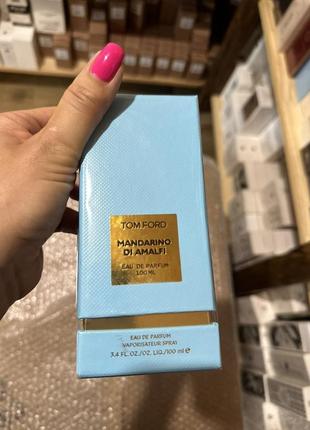 TOM FORD
MANDARINO
DI AMALFI
EAU DE PARFUM
100 ML
EAU DE PARFUM
VAPORISATEUR SPRAY
3.4 FL.OZ./OZ. LIQ./100 ml ℮